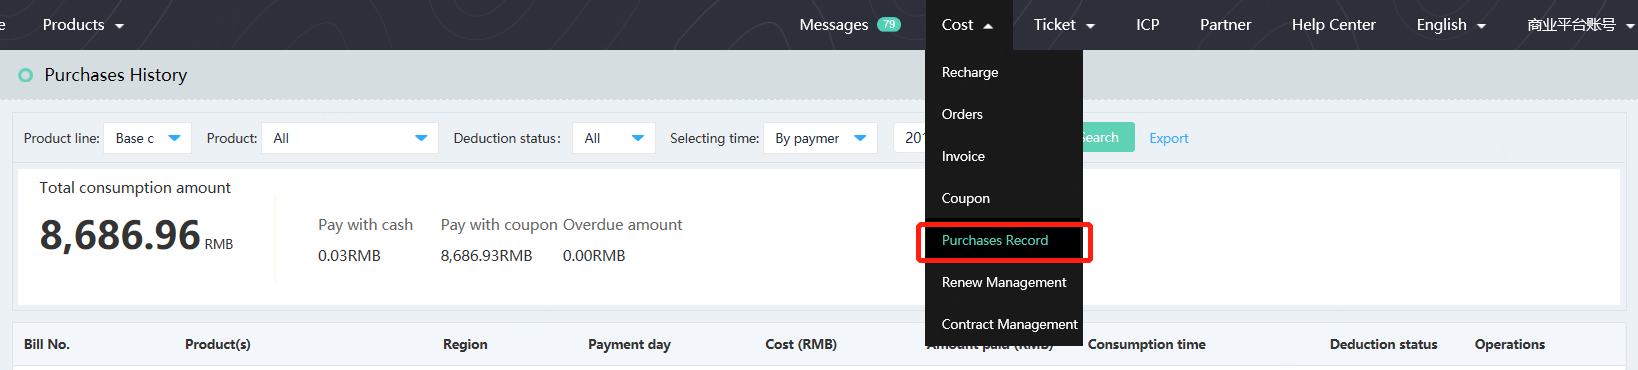 e Products Messages 79 Cost Ticket ICP Partner Help Center English 商业平台账号
Purchases History
Recharge
Orders
Invoice
Coupon
Purchases Record
Renew Management
Contract Management
Product line: Base c Product: All Deduction status: All Selecting time: By paymer 201 Search Export
Total consumption amount
8,686.96 RMB
Pay with cash Pay with coupon Overdue amount
0.03RMB 8,686.93RMB 0.00RMB
Bill No. Product(s) Region Payment day Cost (RMB) Amount paid (RMB) Consumption time Deduction status Operations